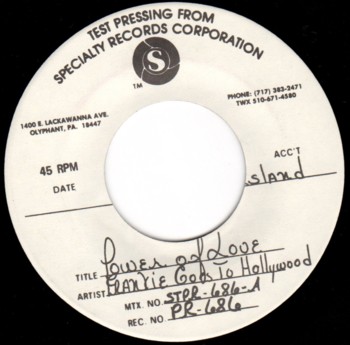 TEST PRESSING FROM
SPECIALTY RECORDS CORPORATION
S
TM
1400 E. LACKAWANNA AVE.
OLYPHANT, PA. 18447
PHONE: (717) 383-2471
TWX 510-671-4580
45 RPM
ACC'T
DATE
Island
TITLE Power of Love
ARTIST FRANKIE Goes To Hollywood
MTX. NO. STPR-686-A
REC. NO. PR-686